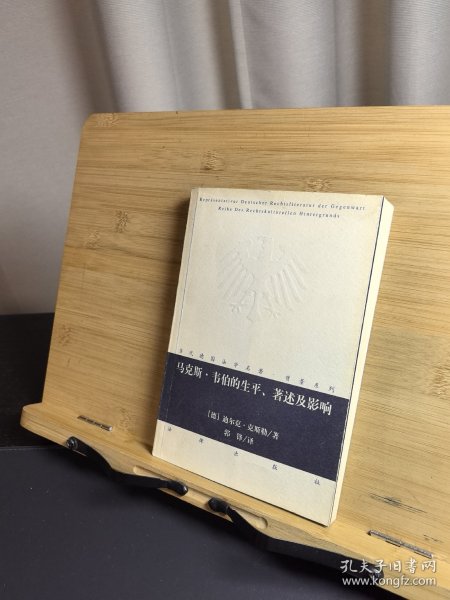 Repräsentativer Deutscher Rechtsliteratur der Gegenwart
Reihe Des Rechtskulturellen Hintergrunds
当代德国法学名著·背景系列
马克斯·韦伯的生平、著述及影响
[德]迪尔克·克斯勒/著
郭锋/译
法律出版社
孔夫子旧书网
www.kongfz.com